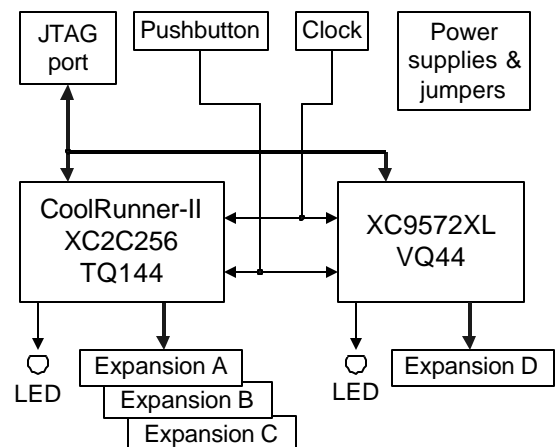 JTAG
port
Pushbutton
Clock
Power
supplies &
jumpers
CoolRunner-II
XC2C256
TQ144
XC9572XL
VQ44
LED
Expansion A
Expansion B
Expansion C
LED
Expansion D